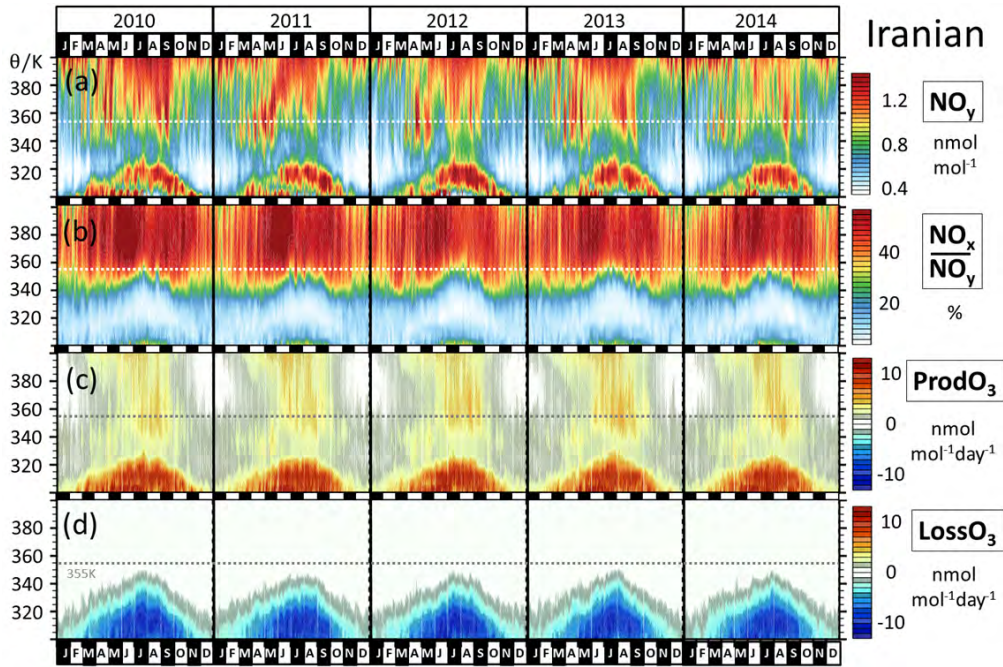 2010 2011 2012 2013 2014
J F M A M J J A S O N D J F M A M J J A S O N D J F M A M J J A S O N D J F M A M J J A S O N D J F M A M J J A S O N D
Iranian
θ/K
(a)
380
360
340
320
1.2
0.8
0.4
NOy
nmol
mol-1
(b)
380
360
340
320
40
20
NOx
NOy
%
(c)
380
360
340
320
10
0
-10
ProdO3
nmol
mol-1day-1
(d)
380
360
355K
340
320
10
0
-10
LossO3
nmol
mol-1day-1
J F M A M J J A S O N D J F M A M J J A S O N D J F M A M J J A S O N D J F M A M J J A S O N D J F M A M J J A S O N D